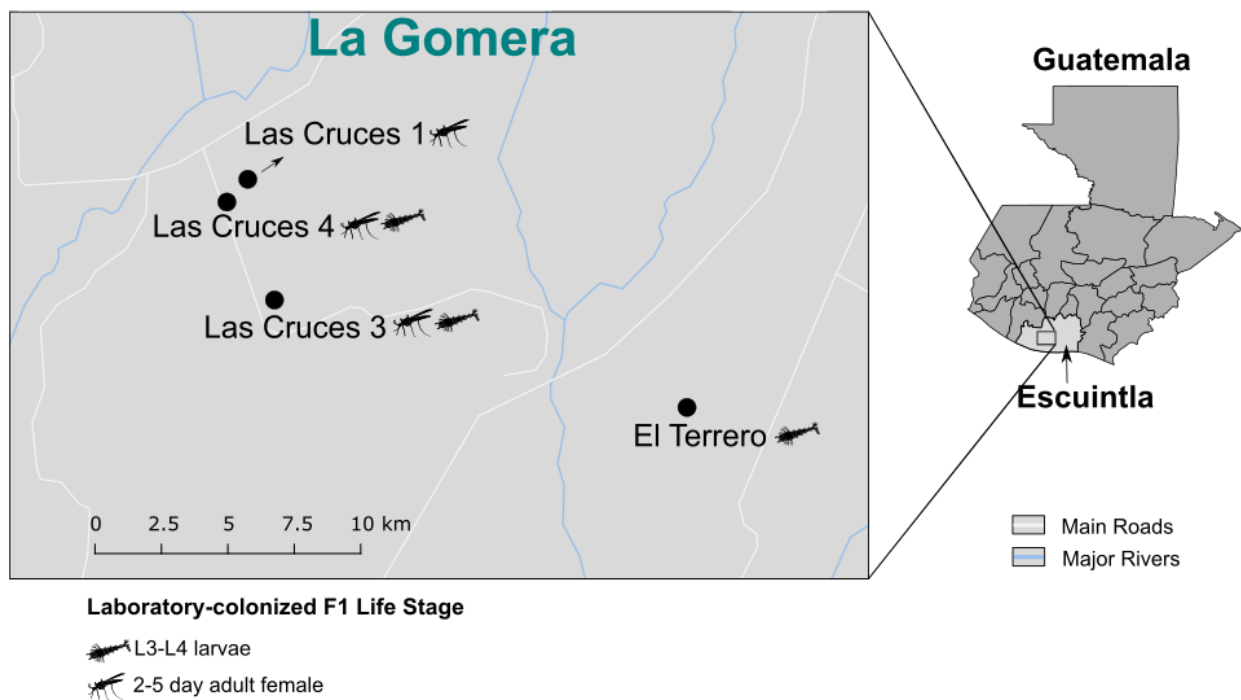 La Gomera
Las Cruces 1
Las Cruces 4
Las Cruces 3
El Terrero
0 2.5 5 7.5 10 km
Guatemala
Escuintla
Main Roads
Major Rivers
Laboratory-colonized F1 Life Stage
L3-L4 larvae
2-5 day adult female